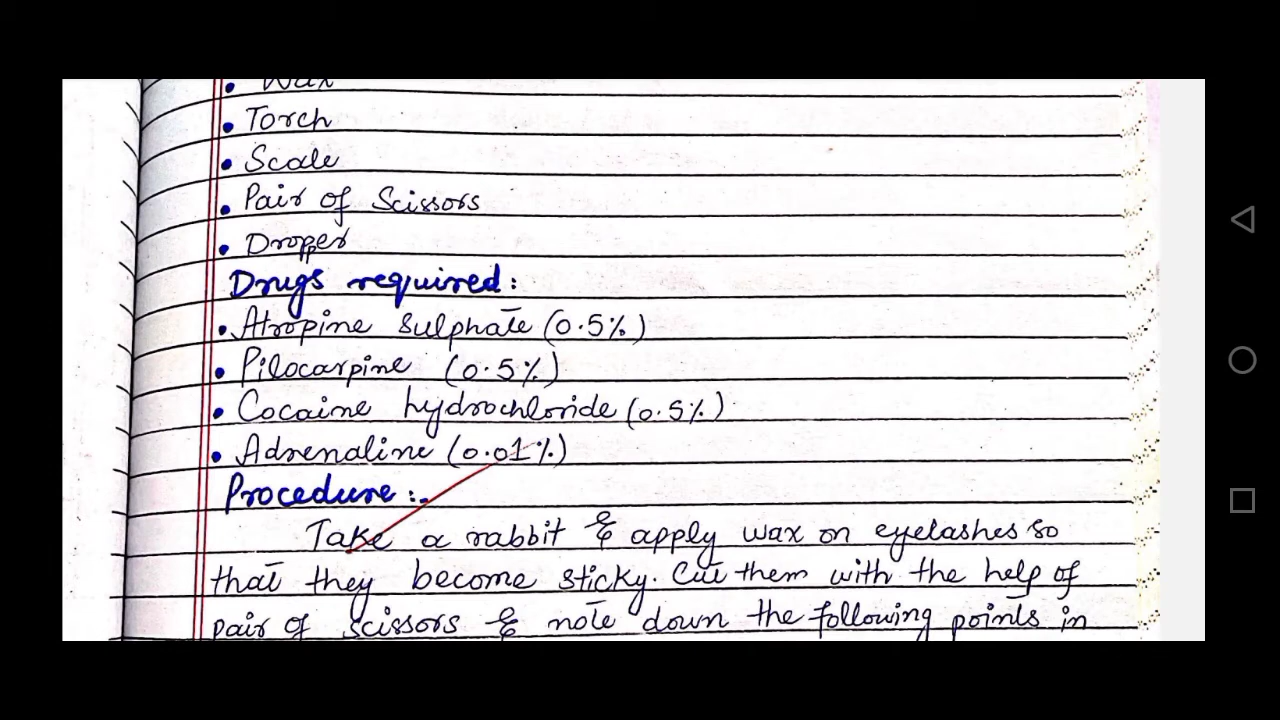 • Wax
• Torch
• Scale
• Pair of Scissors
• Droper
Drugs required:
• Atropine sulphate (0.5%)
• Pilocarpine (0.5%)
• Cocaine hydrochloride (0.5%)
• Adrenaline (0.01%)
Procedure:-
Take a rabbit & apply wax on eyelashes so
that they become sticky. Cut them with the help of
pair of scissors & note down the following points in